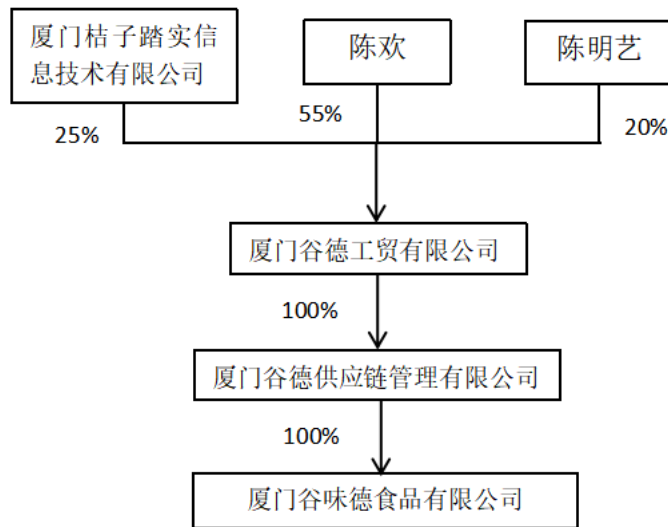 厦门桔子踏实信
息技术有限公司
陈欢
陈明艺
25%
55%
20%
厦门谷德工贸有限公司
100%
厦门谷德供应链管理有限公司
100%
厦门谷味德食品有限公司